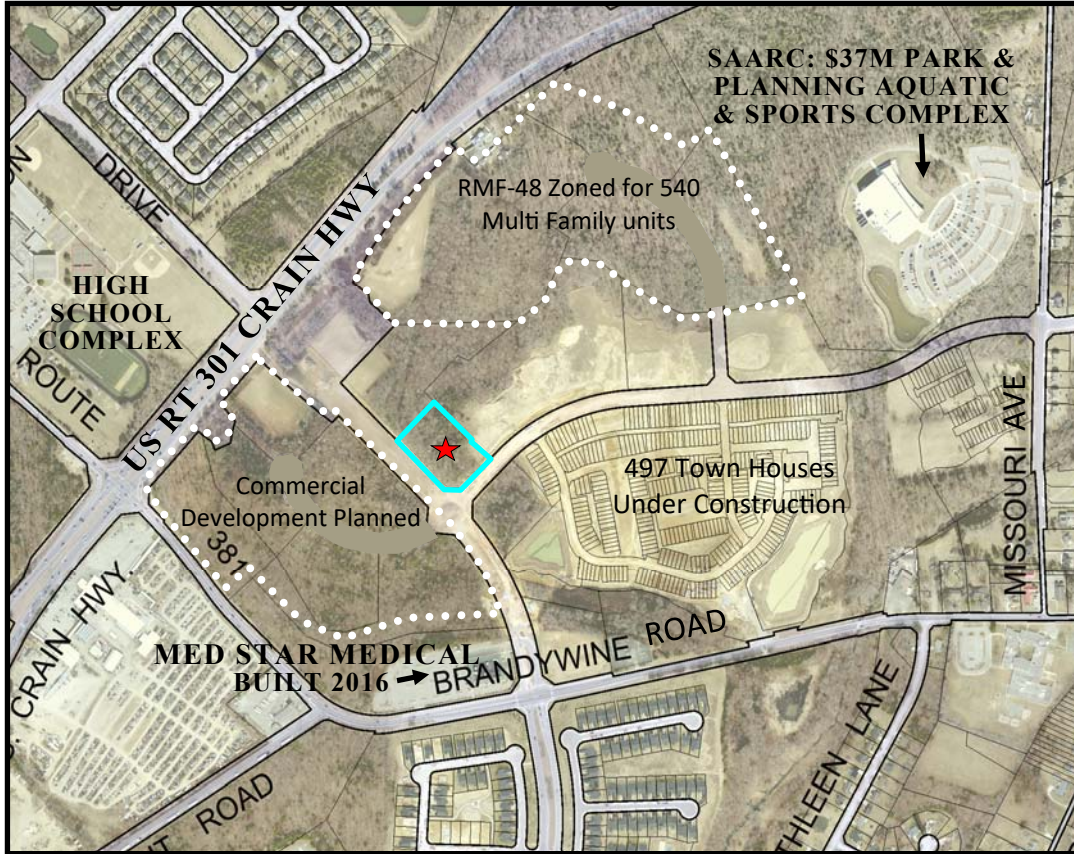 SAARC: $37M PARK &
PLANNING AQUATIC
& SPORTS COMPLEX
DRIVE
RMF-48 Zoned for 540
Multi Family units
US RT 301 CRAIN HWY
HIGH
SCHOOL
COMPLEX
ROUTE
MISSOURI AVE
497 Town Houses
Under Construction
Commercial
Development Planned
381
CRAIN HWY.
MED STAR MEDICAL
BUILT 2016
BRANDYWINE ROAD
THLEEN LANE
ROAD